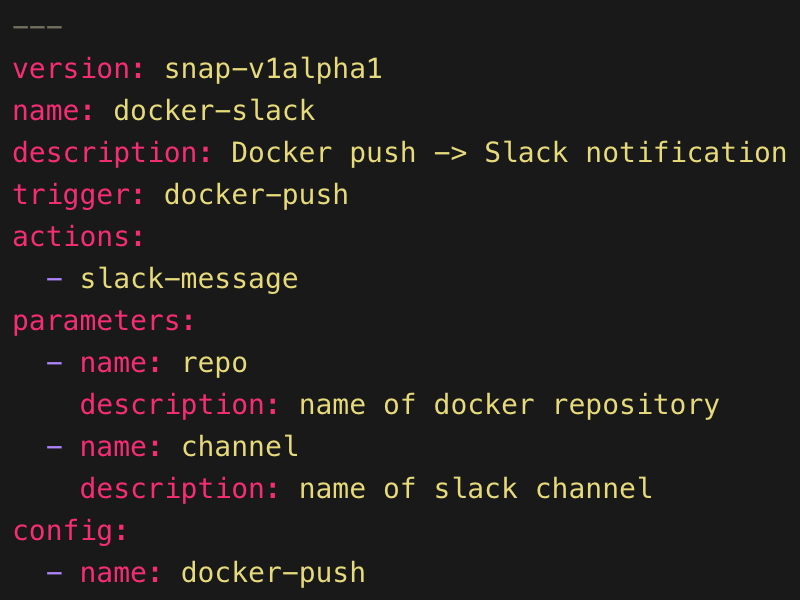 ---
version: snap-v1alpha1
name: docker-slack
description: Docker push -> Slack notification
trigger: docker-push
actions:
  - slack-message
parameters:
  - name: repo
    description: name of docker repository
  - name: channel
    description: name of slack channel
config:
  - name: docker-push